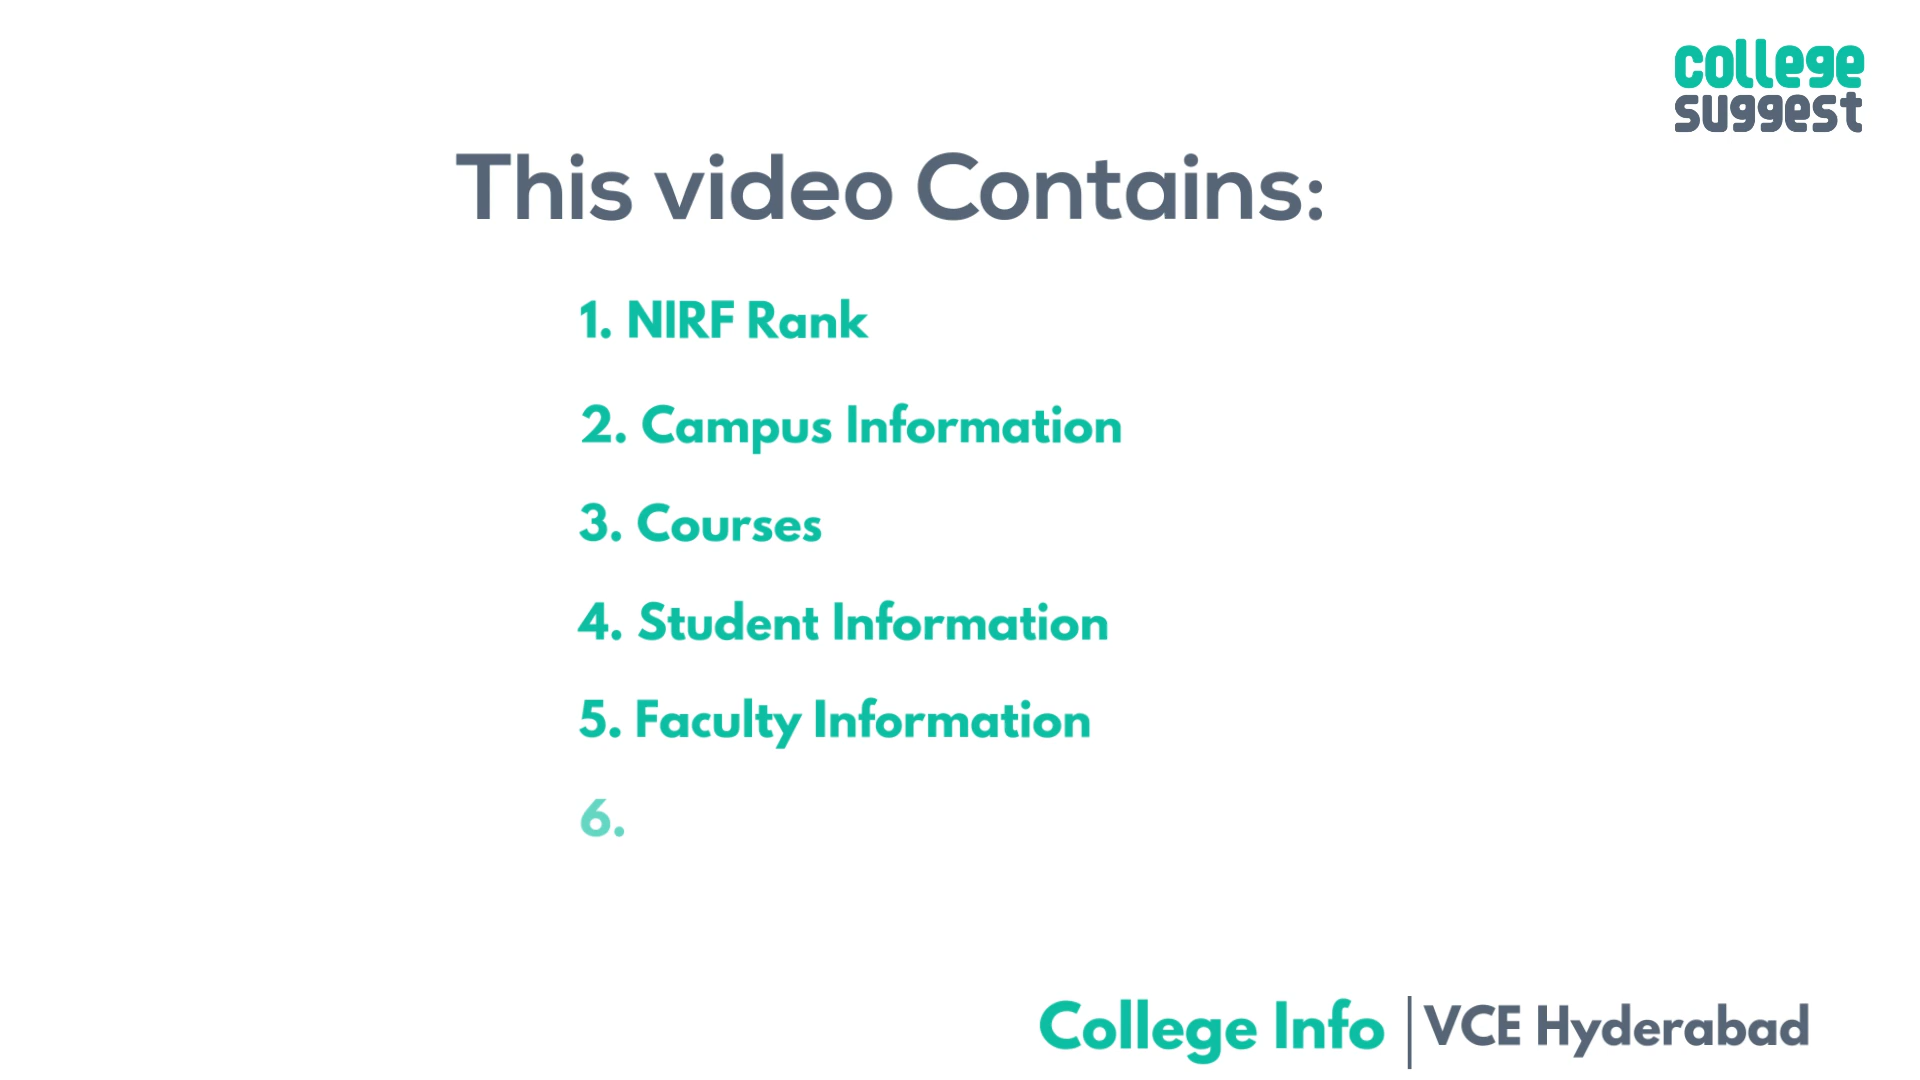 college
suggest
This video Contains:
1. NIRF Rank
2. Campus Information
3. Courses
4. Student Information
5. Faculty Information
6.
College Info | VCE Hyderabad